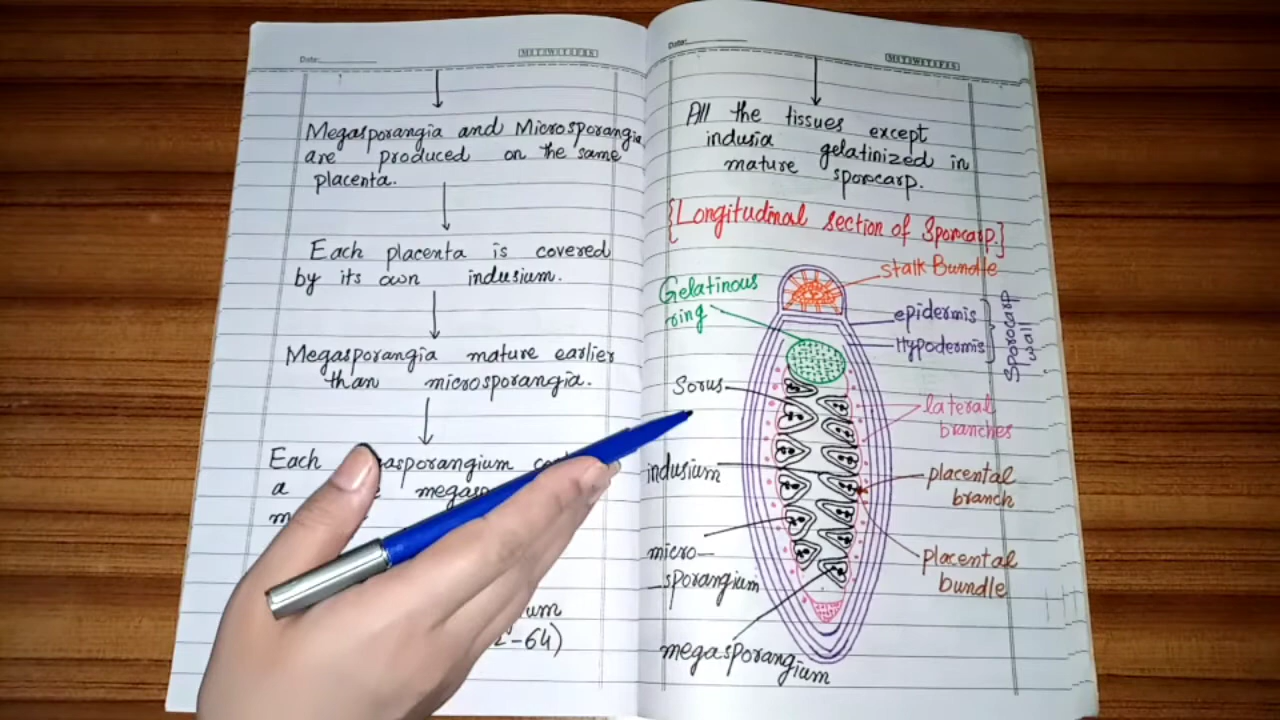 Date:
M T W T F S S
Megasporangia and Microsporangia
are produced on the same
placenta.
Each placenta is covered
by its own indusium.
Megasporangia mature earlier
than microsporangia.
Each
a
Date:
M T W T F S S
All the tissues except
indusia gelatinized in
mature sporocarp.
[Longitudinal section of Sporocarp]
Stalk Bundle
Gelatinous
ring
epidermis
Hypodermis
Sporocarp
wall
Sorus
lateral
branches
indusium
placental
branch
micro-
sporangium
placental
bundle
megasporangium